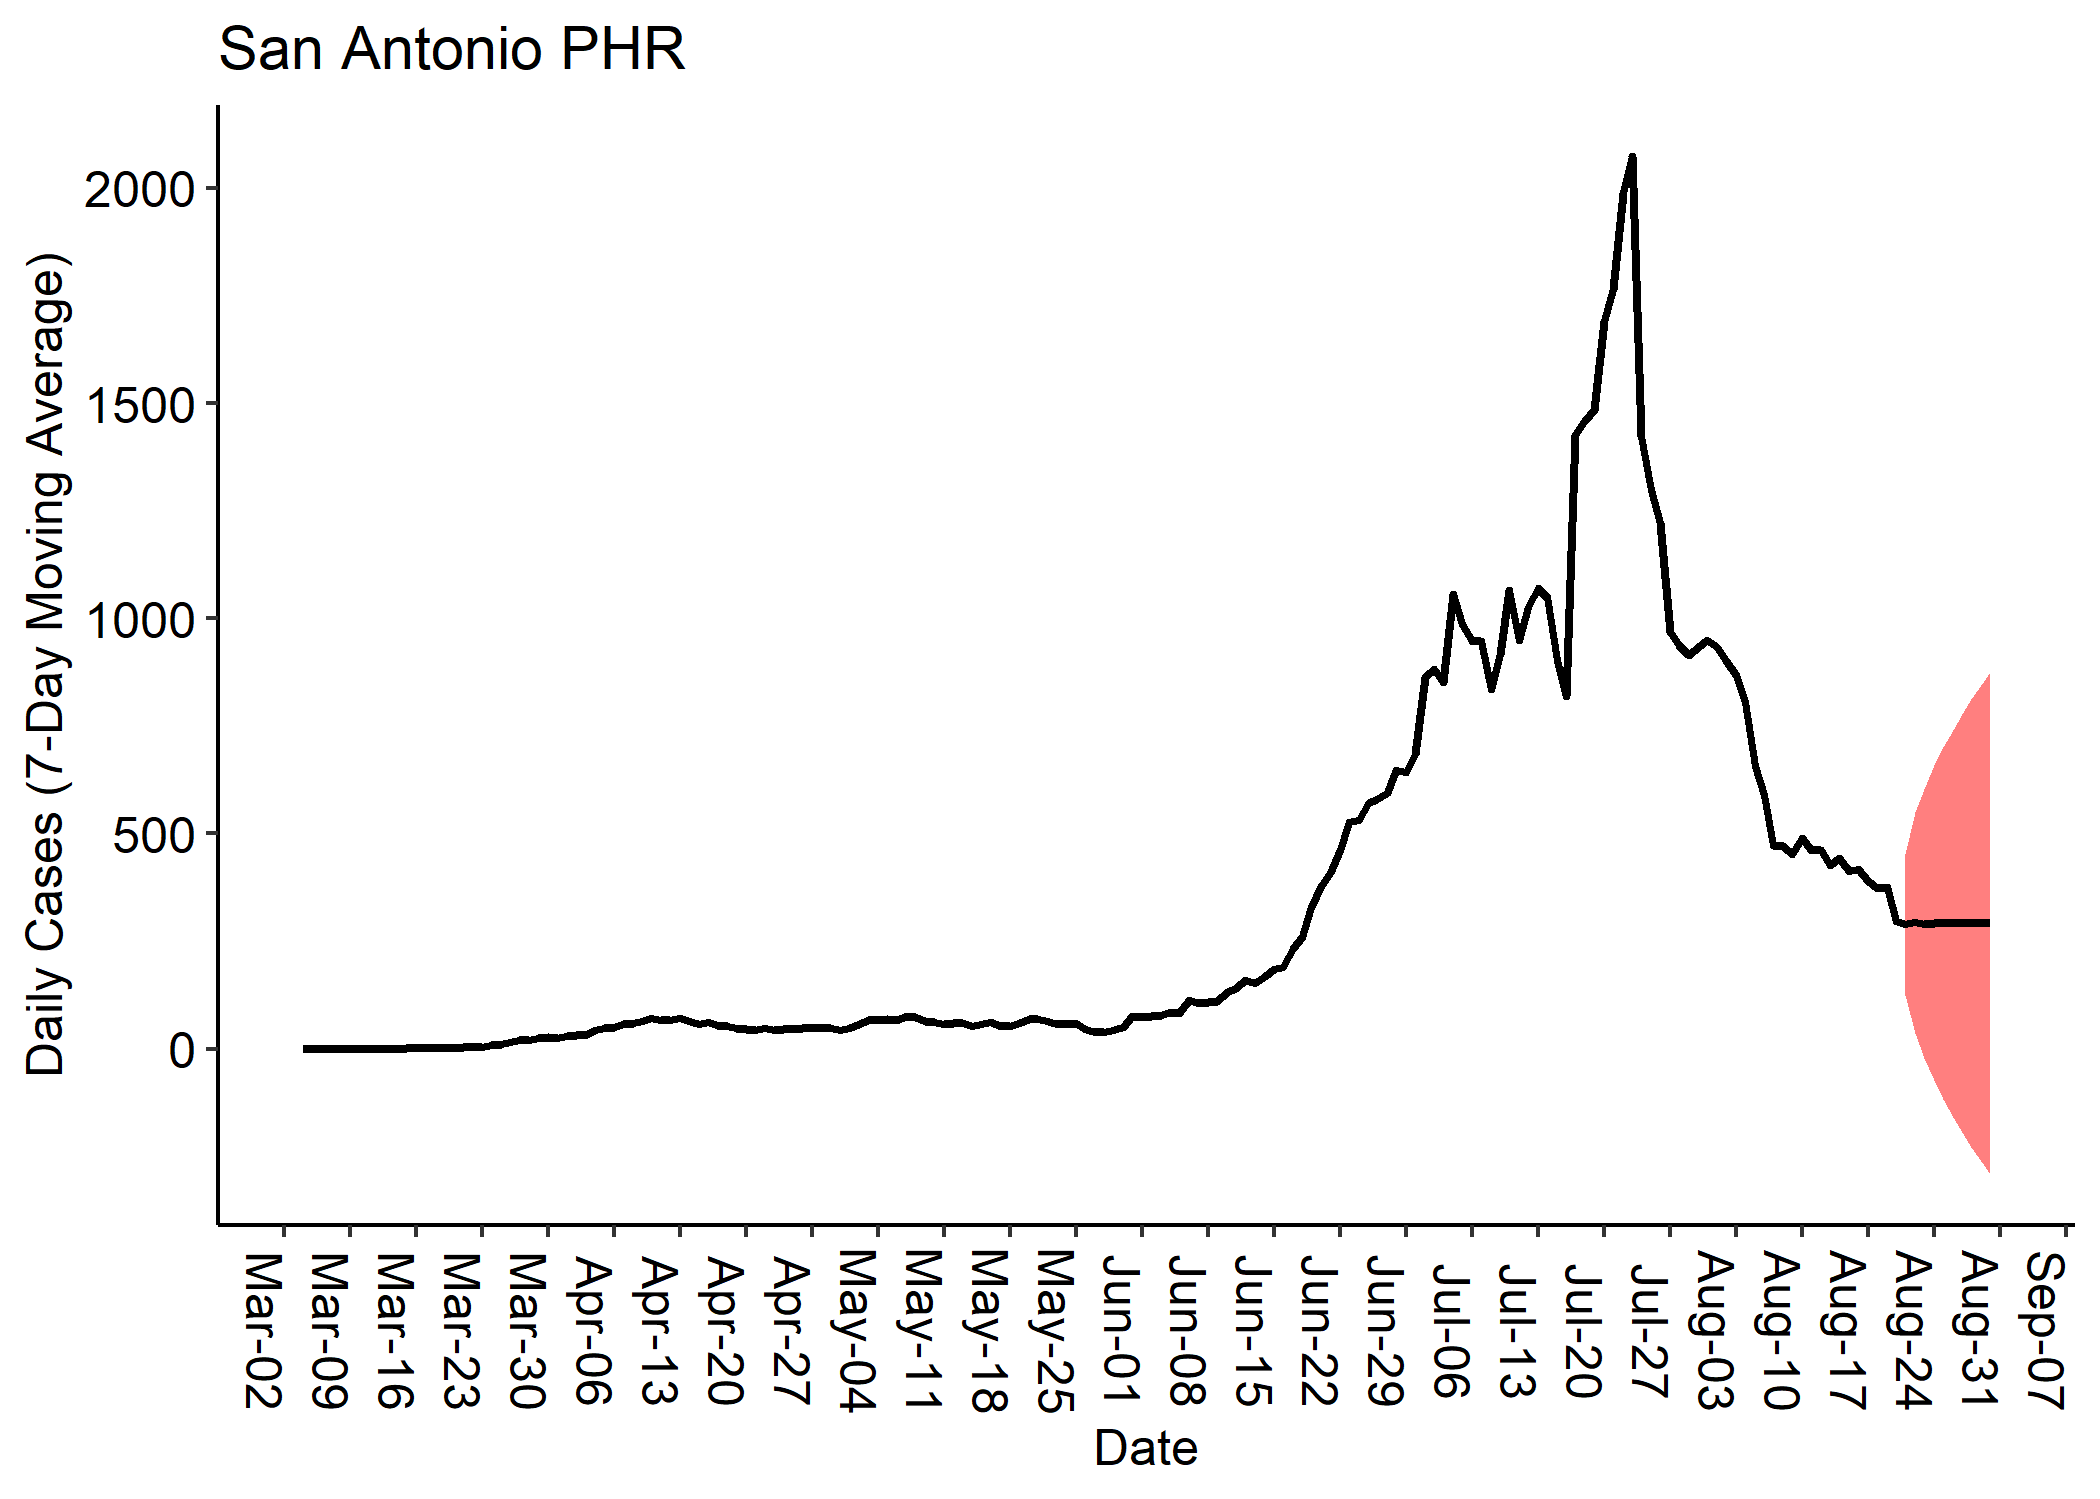 San Antonio PHR
Daily Cases (7-Day Moving Average)
2000
1500
1000
500
0
Mar-02
Mar-09
Mar-16
Mar-23
Mar-30
Apr-06
Apr-13
Apr-20
Apr-27
May-04
May-11
May-18
May-25
Jun-01
Jun-08
Jun-15
Jun-22
Jun-29
Jul-06
Jul-13
Jul-20
Jul-27
Aug-03
Aug-10
Aug-17
Aug-24
Aug-31
Sep-07
Date